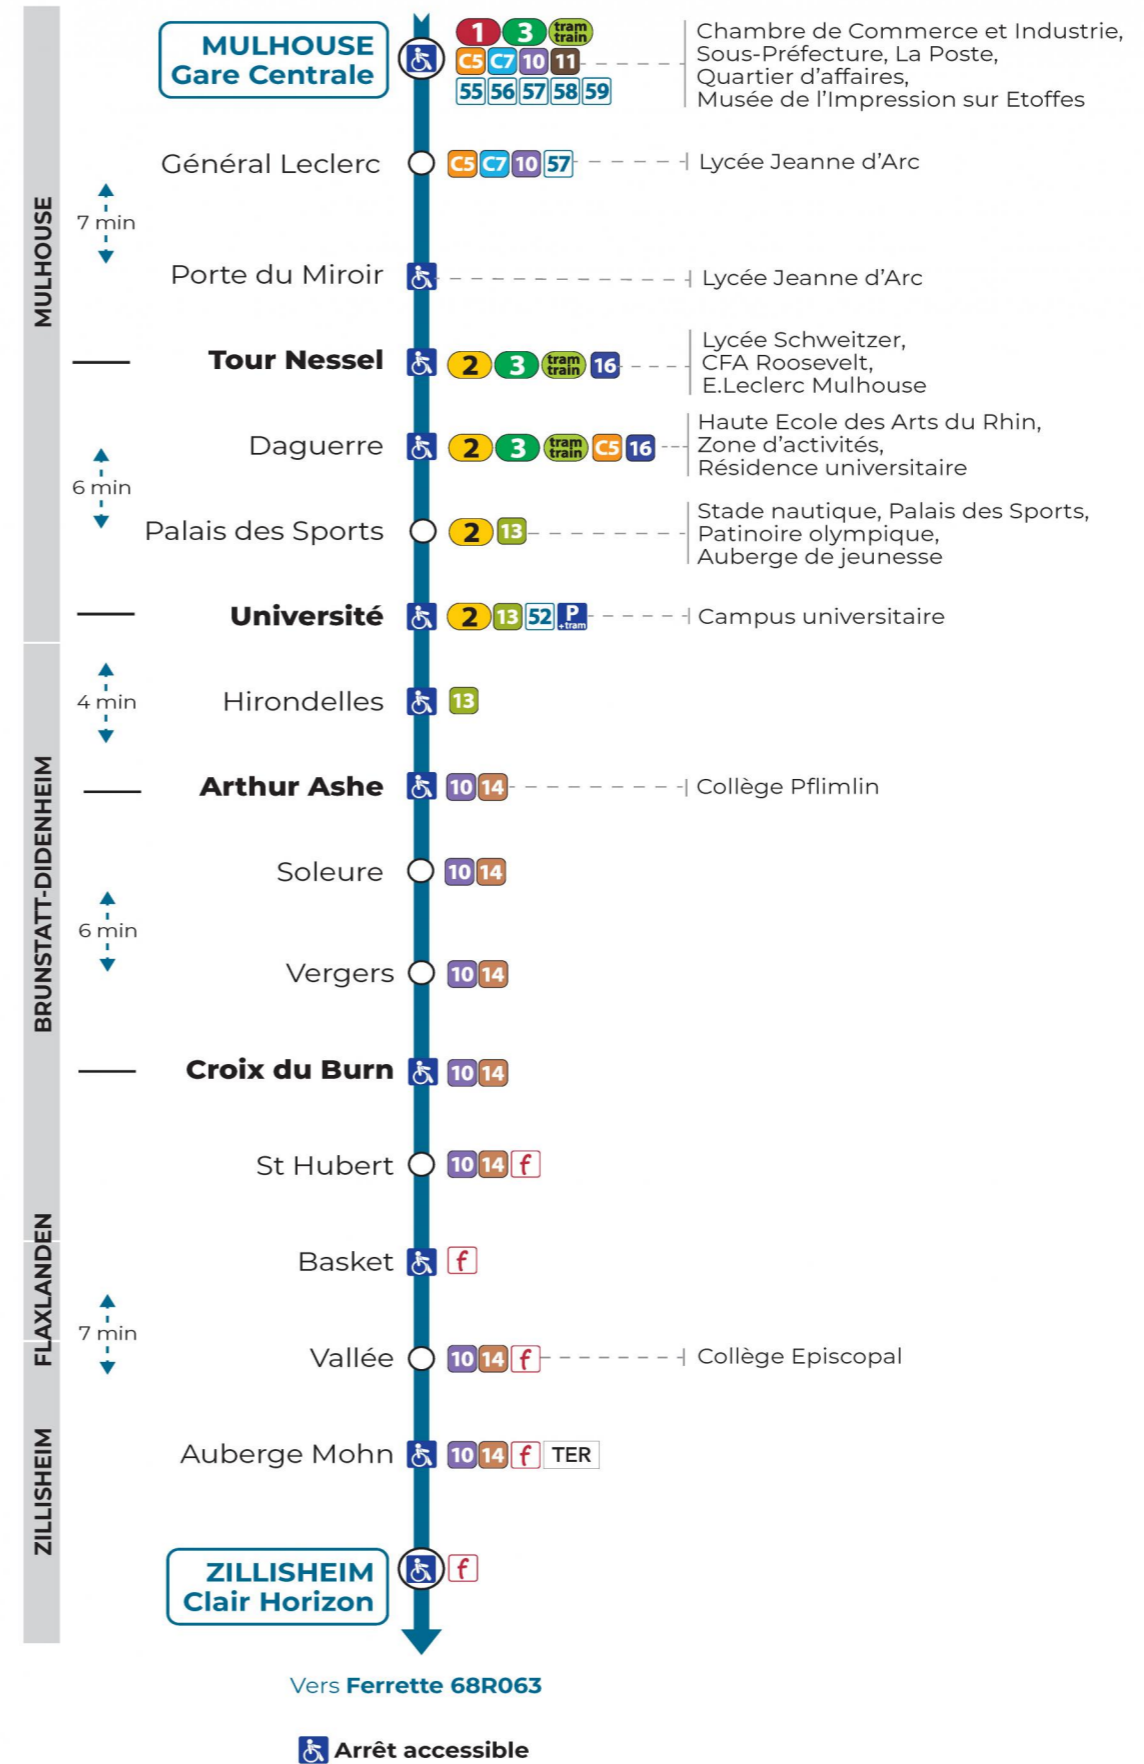 MULHOUSE
Gare Centrale
1 3 tram train
C5 C7 10 11
55 56 57 58 59
Chambre de Commerce et Industrie,
Sous-Préfecture, La Poste,
Quartier d'affaires,
Musée de l'Impression sur Etoffes
Général Leclerc
C5 C7 10 57
Lycée Jeanne d'Arc
7 min
MULHOUSE
Porte du Miroir
Lycée Jeanne d'Arc
Tour Nessel
2 3 tram train 16
Lycée Schweitzer,
CFA Roosevelt,
E.Leclerc Mulhouse
Daguerre
2 3 tram train C5 16
Haute Ecole des Arts du Rhin,
Zone d'activités,
Résidence universitaire
6 min
Palais des Sports
2 13
Stade nautique, Palais des Sports,
Patinoire olympique,
Auberge de jeunesse
Université
2 13 52 P +tram
Campus universitaire
4 min
Hirondelles
13
Arthur Ashe
10 14
Collège Pflimlin
BRUNSTATT-DIDENHEIM
Soleure
10 14
6 min
Vergers
10 14
Croix du Burn
10 14
St Hubert
10 14 f
FLAXLANDEN
Basket
f
7 min
Vallée
10 14 f
Collège Episcopal
Auberge Mohn
10 14 f TER
ZILLISHEIM
ZILLISHEIM
Clair Horizon
f
Vers Ferrette 68R063
Arrêt accessible